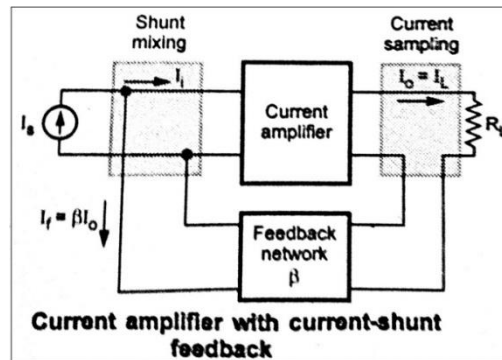 Shunt
mixing
Current
sampling
I_i
I_o = I_L
Current
amplifier
I_s
I_f = βI_o
Feedback
network
β
Current amplifier with current-shunt
feedback